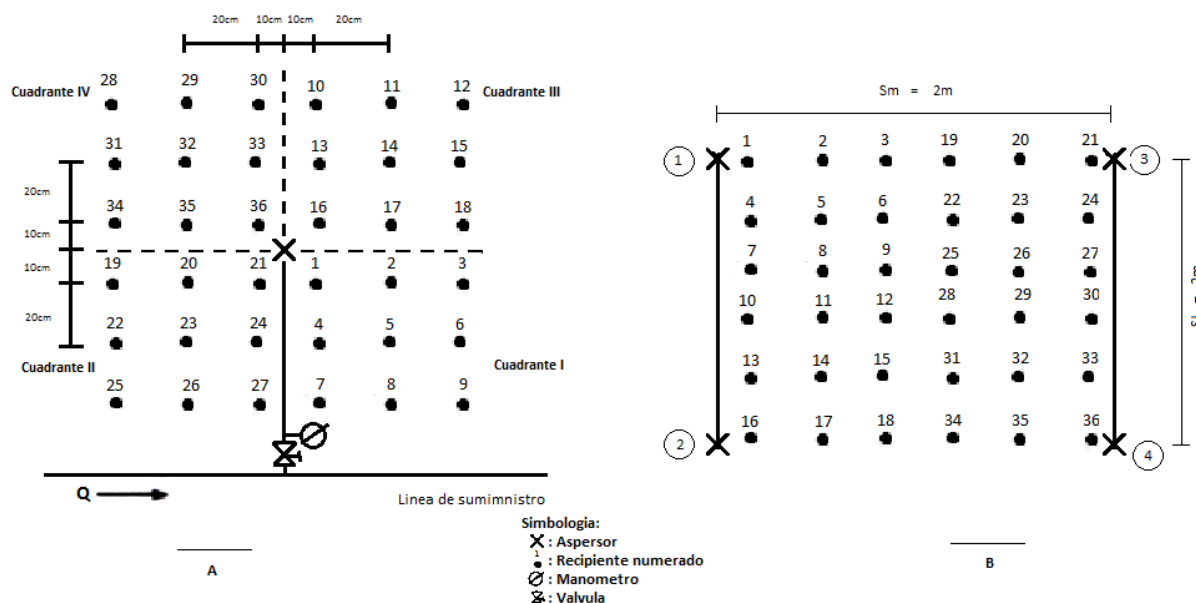 20cm 10cm 10cm 20cm
28 29 30 10 11 12
Cuadrante IV Cuadrante III
31 32 33 13 14 15
20cm
34 35 36 16 17 18
10cm
10cm
19 20 21 1 2 3
20cm
22 23 24 4 5 6
Cuadrante II Cuadrante I
25 26 27 7 8 9
Q
Linea de sumimnistro
A
Sm = 2m
1 2 3 19 20 21
1 3
4 5 6 22 23 24
7 8 9 25 26 27
10 11 12 28 29 30
13 14 15 31 32 33
16 17 18 34 35 36
2 4
B
Simbologia:
: Aspersor
1
: Recipiente numerado
: Manometro
: Valvula